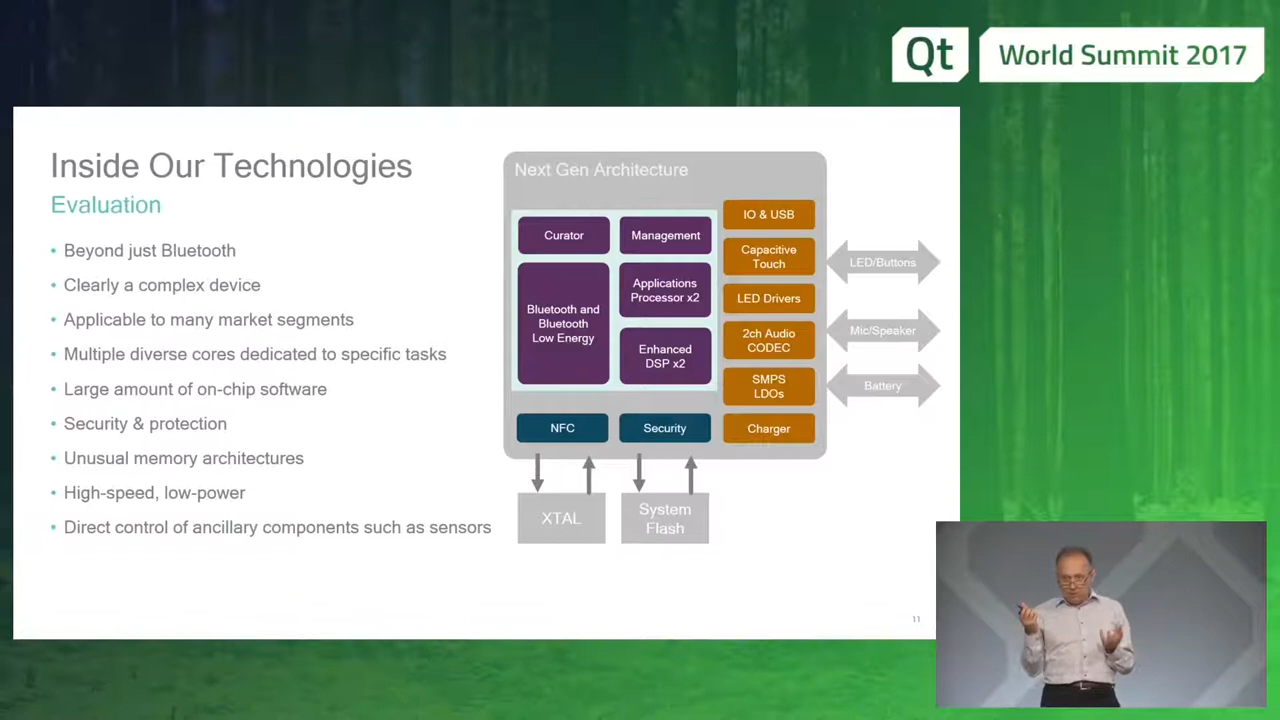 Qt World Summit 2017
Inside Our Technologies
Evaluation
• Beyond just Bluetooth
• Clearly a complex device
• Applicable to many market segments
• Multiple diverse cores dedicated to specific tasks
• Large amount of on-chip software
• Security & protection
• Unusual memory architectures
• High-speed, low-power
• Direct control of ancillary components such as sensors
Next Gen Architecture
Curator
Management
Bluetooth and
Bluetooth
Low Energy
Applications
Processor x2
Enhanced
DSP x2
NFC
Security
IO & USB
Capacitive
Touch
LED Drivers
2ch Audio
CODEC
SMPS
LDOs
Charger
LED/Buttons
Mic/Speaker
Battery
XTAL
System
Flash
11